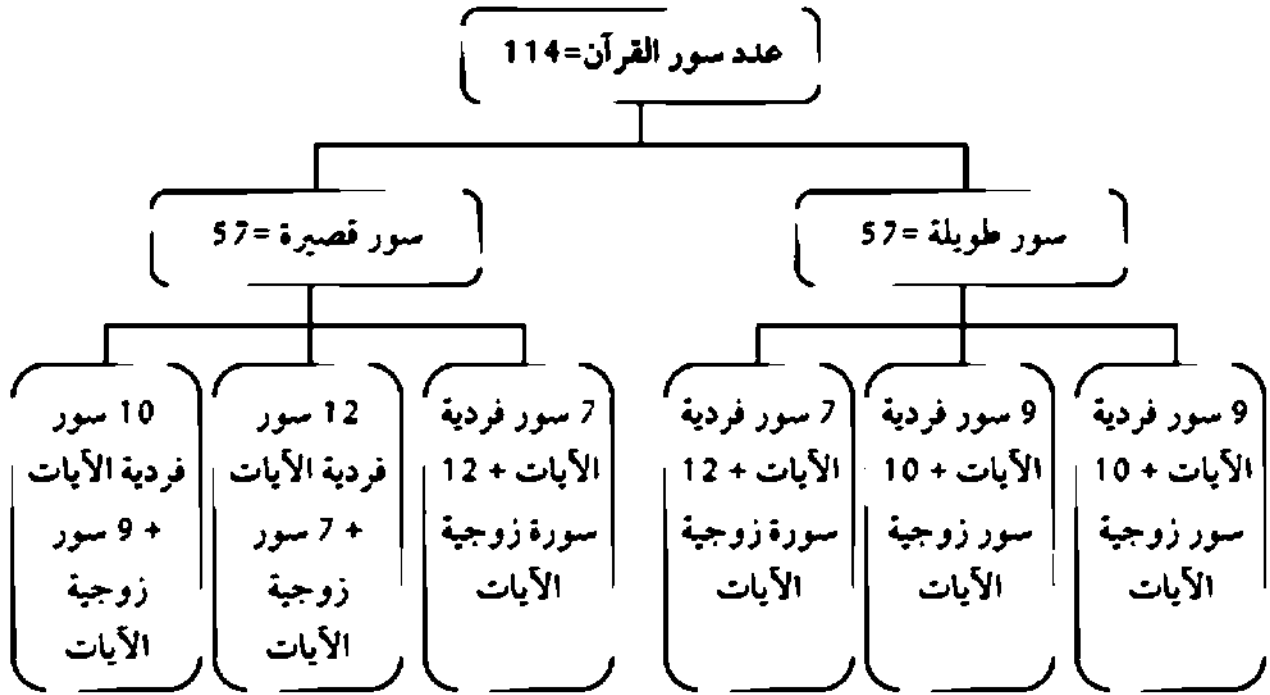 عدد سور القرآن=114
سور طويلة =57
سور قصيرة =57
9 سور فردية
الآيات + 10
سور زوجية
الآيات
9 سور فردية
الآيات + 10
سور زوجية
الآيات
7 سور فردية
الآيات + 12
سورة زوجية
الآيات
7 سور فردية
الآيات + 12
سورة زوجية
الآيات
12 سور
فردية الآيات
+ 7 سور
زوجية
الآيات
10 سور
فردية الآيات
+ 9 سور
زوجية
الآيات